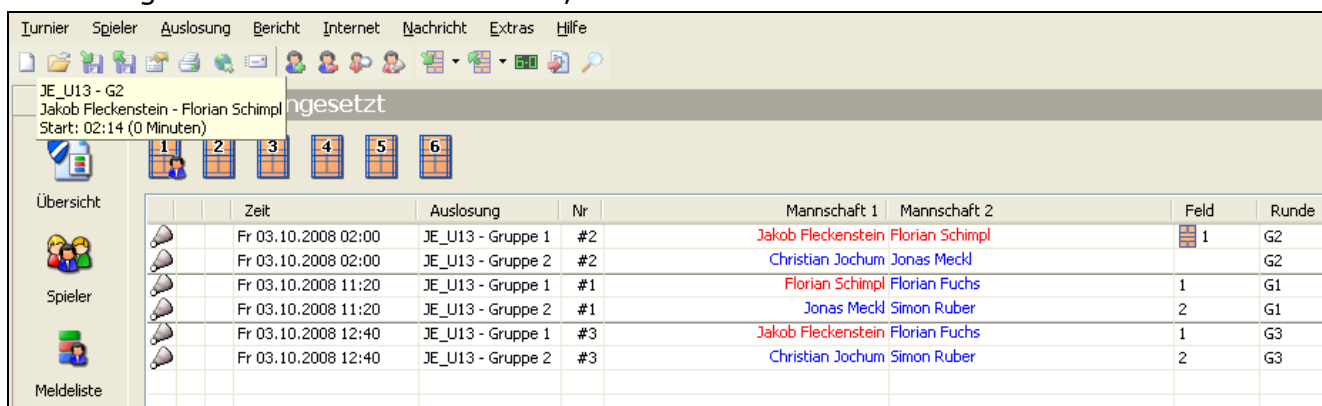 Turnier Spieler Auslosung Bericht Internet Nachricht Extras Hilfe
6:0
JE_U13 - G2
Jakob Fleckenstein - Florian Schimpl
Start: 02:14 (0 Minuten)
ngesetzt
1 2 3 4 5 6
Übersicht
Spieler
Meldeliste
Zeit Auslosung Nr Mannschaft 1 Mannschaft 2 Feld Runde
Fr 03.10.2008 02:00 JE_U13 - Gruppe 1 #2 Jakob Fleckenstein Florian Schimpl 1 G2
Fr 03.10.2008 02:00 JE_U13 - Gruppe 2 #2 Christian Jochum Jonas Meckl G2
Fr 03.10.2008 11:20 JE_U13 - Gruppe 1 #1 Florian Schimpl Florian Fuchs 1 G1
Fr 03.10.2008 11:20 JE_U13 - Gruppe 2 #1 Jonas Meckl Simon Ruber 2 G1
Fr 03.10.2008 12:40 JE_U13 - Gruppe 1 #3 Jakob Fleckenstein Florian Fuchs 1 G3
Fr 03.10.2008 12:40 JE_U13 - Gruppe 2 #3 Christian Jochum Simon Ruber 2 G3